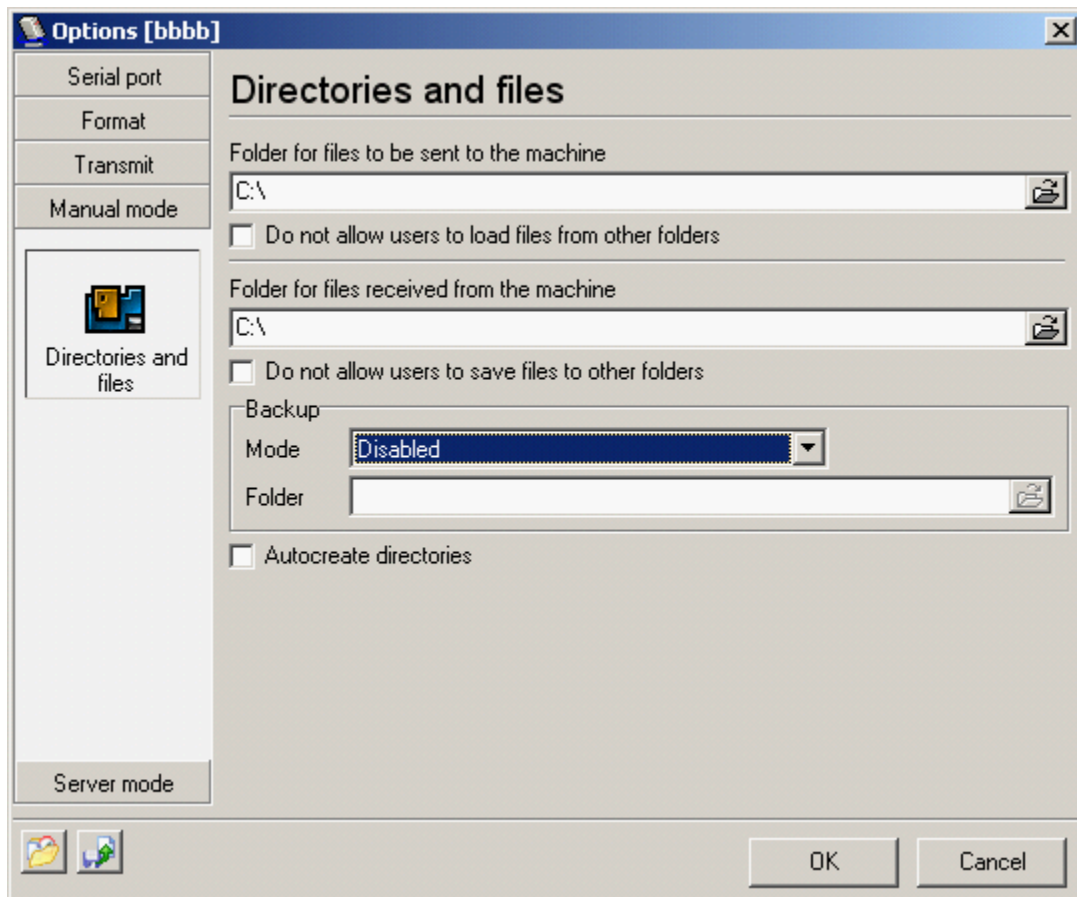 Options [bbbb]
Serial port
Format
Transmit
Manual mode
Directories and
files
Server mode
Directories and files
Folder for files to be sent to the machine
C:\
Do not allow users to load files from other folders
Folder for files received from the machine
C:\
Do not allow users to save files to other folders
Backup
Mode
Disabled
Folder
Autocreate directories
OK
Cancel